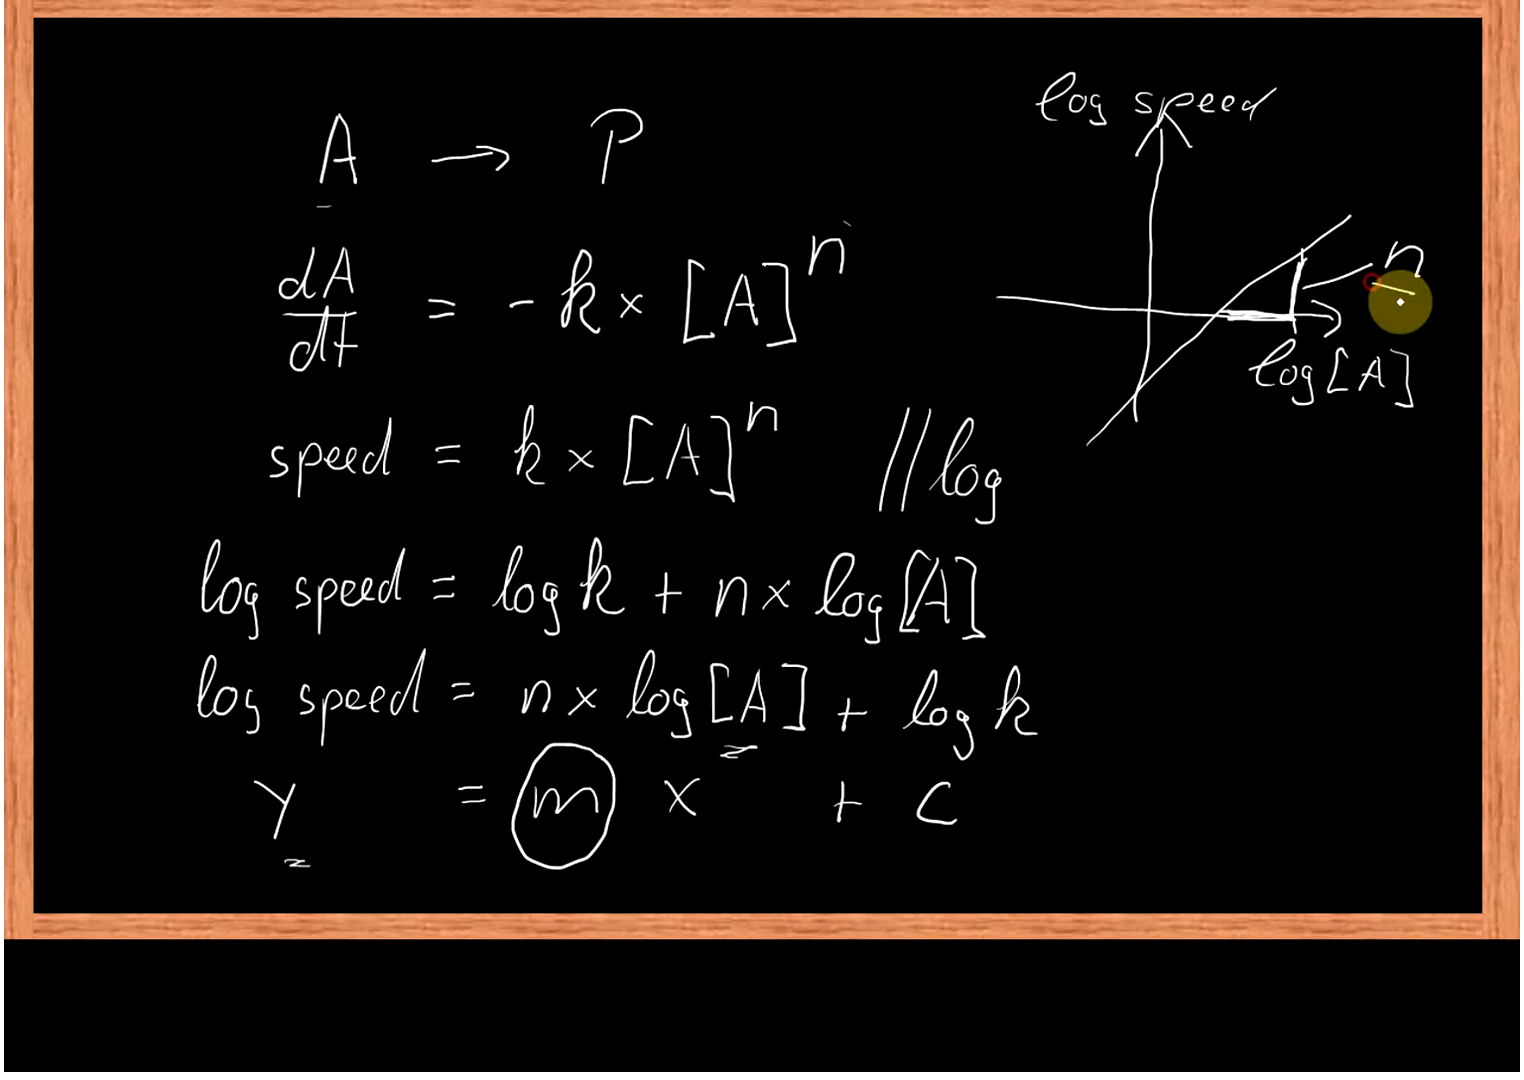 A → P
dA/dt = - k × [A]^n
speed = k × [A]^n // log
log speed = log k + n × log [A]
log speed = n × log [A] + log k
y = m x + c
log speed
n
log [A]